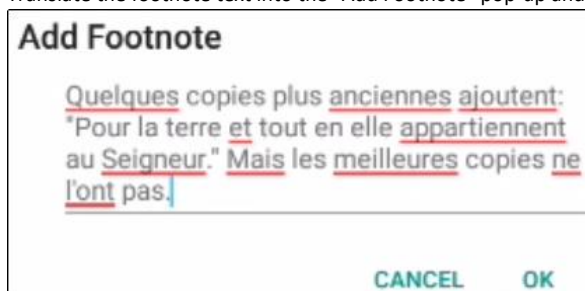 Add Footnote
Quelques copies plus anciennes ajoutent:
"Pour la terre et tout en elle appartiennent
au Seigneur." Mais les meilleures copies ne
l'ont pas.
CANCEL OK